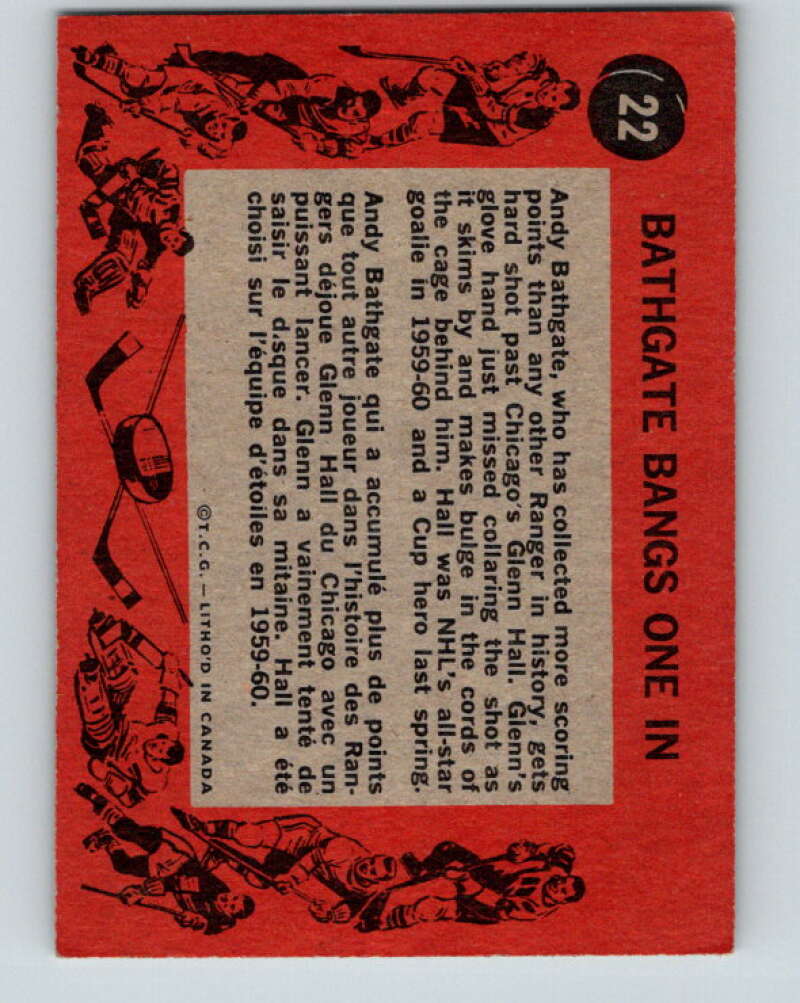 22
BATHGATE BANGS ONE IN
Andy Bathgate, who has collected more scoring
points than any other Ranger in history, gets
hard shot past Chicago's Glenn Hall. Glenn's
glove hand just missed collaring the shot as
it skims by and makes bulge in the cords of
the cage behind him. Hall was NHL's all-star
goalie in 1959-60 and a Cup hero last spring.
Andy Bathgate qui a accumulé plus de points
que tout autre joueur dans l'histoire des Ran-
gers déjoue Glenn Hall du Chicago avec un
puissant lancer. Glenn a vainement tenté de
saisir le d.sque dans sa mitaine. Hall a été
choisi sur l'équipe d'étoiles en 1959-60.
©T.C.G. — LITHO'D IN CANADA